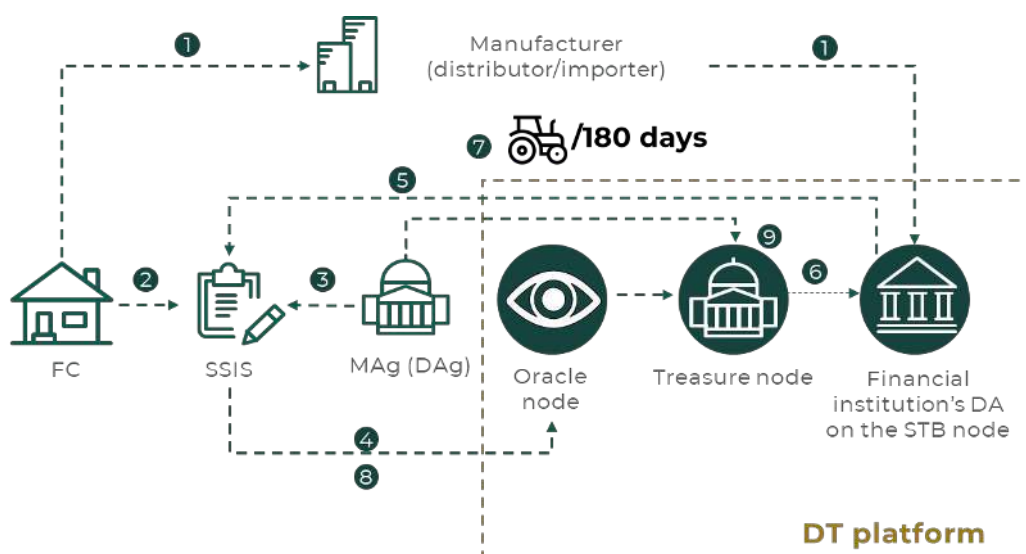 1
Manufacturer
(distributor/importer)
1
7
/180 days
5
9
2
3
6
FC
SSIS
MAg (DAg)
Oracle
node
Treasure node
Financial
institution's DA
on the STB node
4
8
DT platform